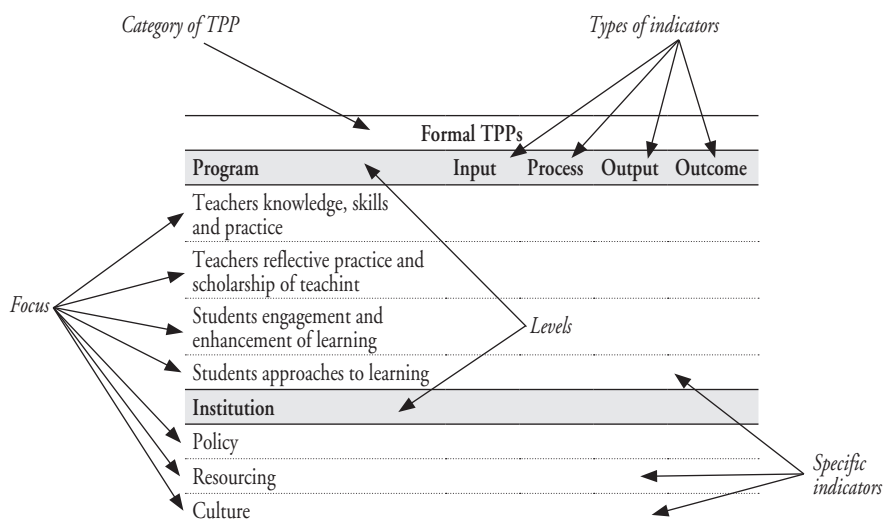 Category of TPP
Types of indicators
Formal TPPs
Program Input Process Output Outcome
Teachers knowledge, skills
and practice
Teachers reflective practice and
scholarship of teachint
Focus
Students engagement and
enhancement of learning
Levels
Students approaches to learning
Institution
Policy
Resourcing
Specific
indicators
Culture